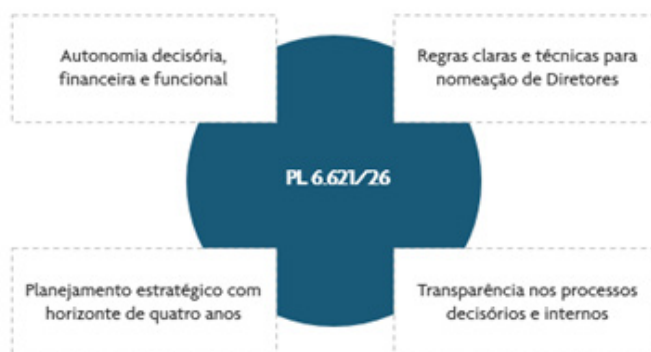 Autonomia decisória,
financeira e funcional
Regras claras e técnicas para
nomeação de Diretores
PL 6.621/26
Planejamento estratégico com
horizonte de quatro anos
Transparência nos processos
decisórios e internos